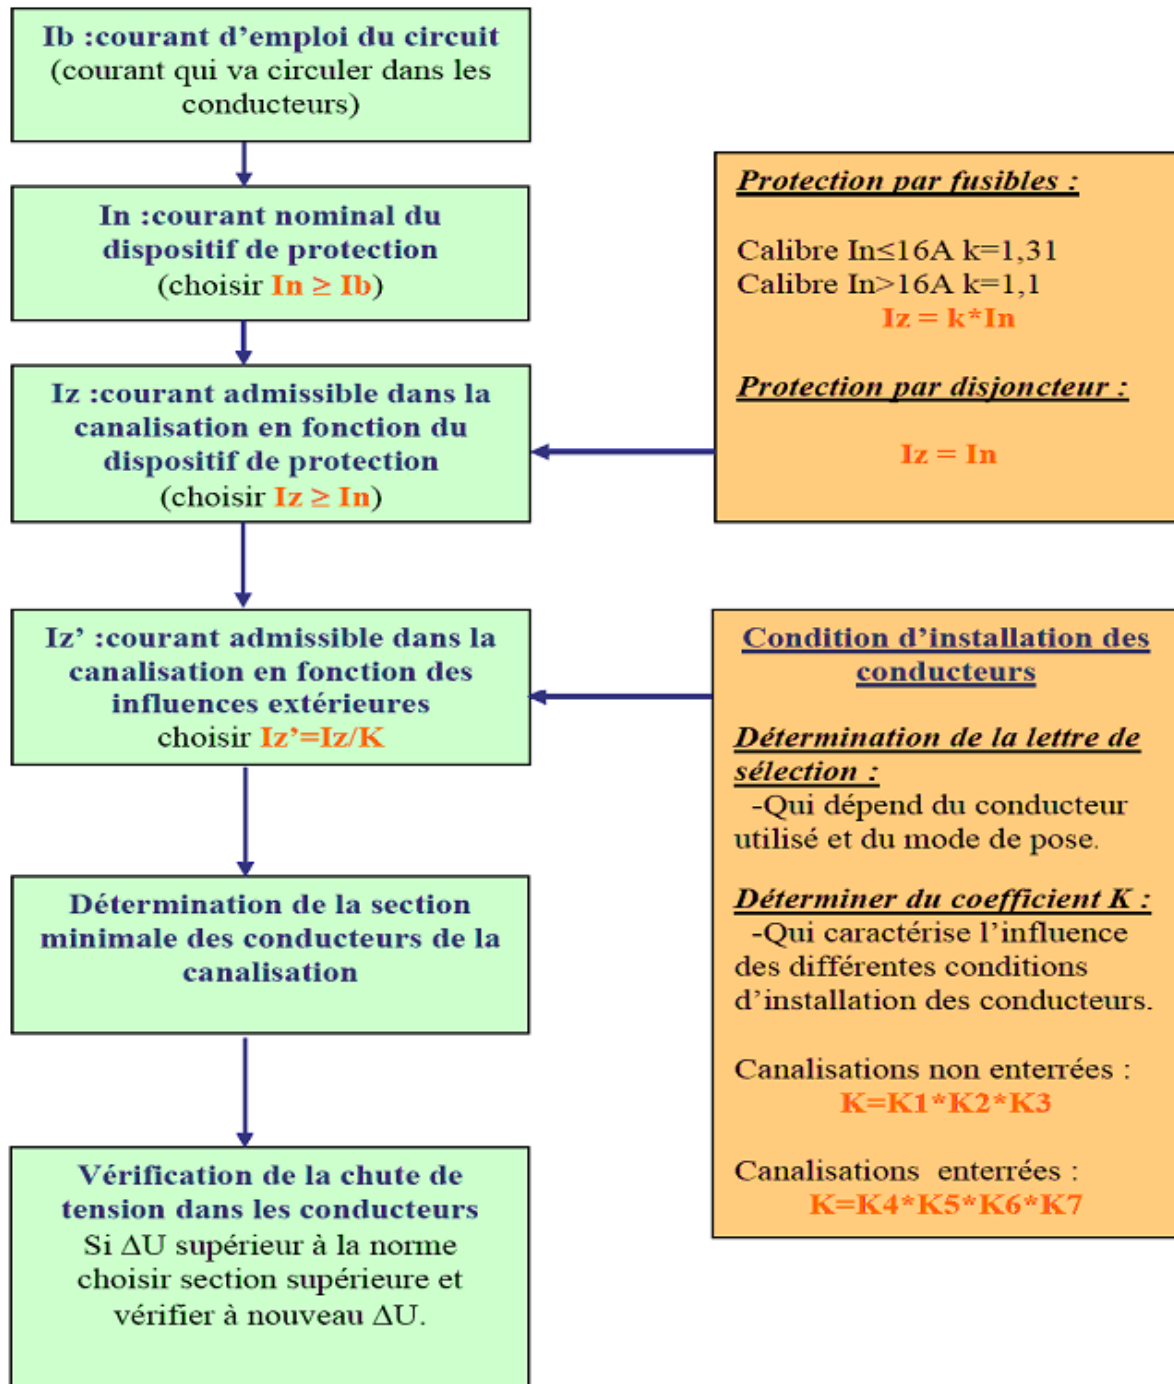 Ib :courant d’emploi du circuit
(courant qui va circuler dans les
conducteurs)
In :courant nominal du
dispositif de protection
(choisir In ≥ Ib)
Iz :courant admissible dans la
canalisation en fonction du
dispositif de protection
(choisir Iz ≥ In)
Protection par fusibles :
Calibre In≤16A k=1,31
Calibre In>16A k=1,1
Iz = k*In
Protection par disjoncteur :
Iz = In
Iz’ :courant admissible dans la
canalisation en fonction des
influences extérieures
choisir Iz’=Iz/K
Condition d’installation des
conducteurs
Détermination de la lettre de
sélection :
-Qui dépend du conducteur
utilisé et du mode de pose.
Déterminer du coefficient K :
-Qui caractérise l’influence
des différentes conditions
d’installation des conducteurs.
Canalisations non enterrées :
K=K1*K2*K3
Canalisations enterrées :
K=K4*K5*K6*K7
Détermination de la section
minimale des conducteurs de la
canalisation
Vérification de la chute de
tension dans les conducteurs
Si ΔU supérieur à la norme
choisir section supérieure et
vérifier à nouveau ΔU.